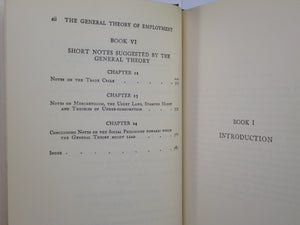 xii THE GENERAL THEORY OF EMPLOYMENT
BOOK VI
SHORT NOTES SUGGESTED BY THE
GENERAL THEORY
CHAPTER 22
NOTES ON THE TRADE CYCLE
CHAPTER 23
NOTES ON MERCANTILISM, THE USURY LAWS, STAMPED MONEY
AND THEORIES OF UNDER-CONSUMPTION
CHAPTER 24
CONCLUDING NOTES ON THE SOCIAL PHILOSOPHY TOWARDS WHICH
THE GENERAL THEORY MIGHT LEAD
INDEX
BOOK I
INTRODUCTION